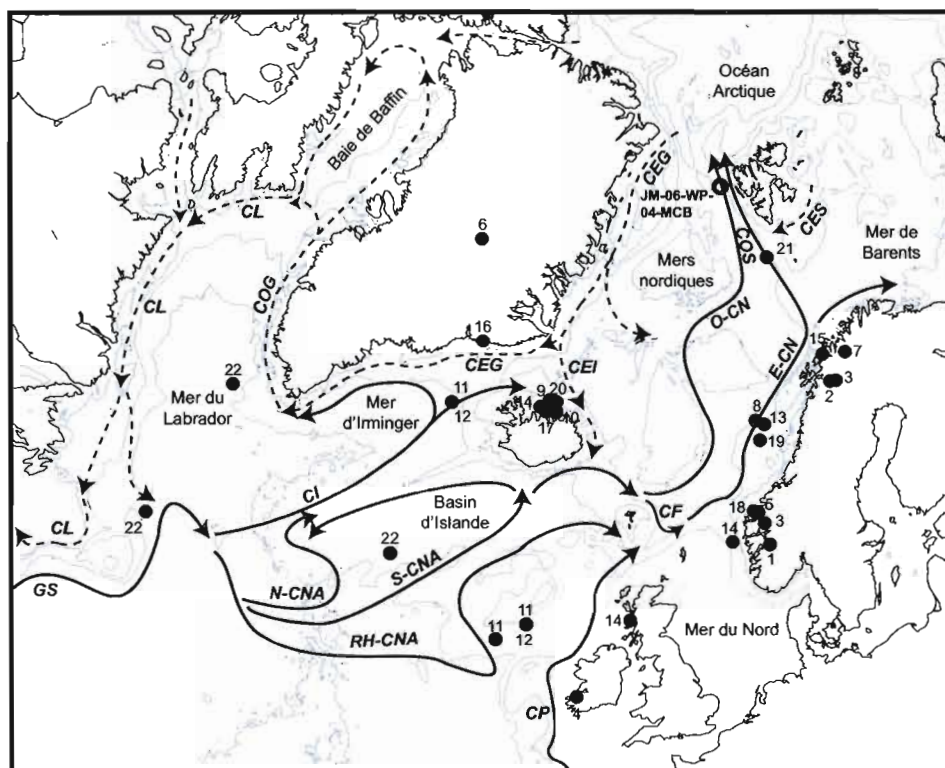 Océan
Arctique
Baie de Baffin
CEG
JM-06-WP-
04-MCB
CL
CES
6
COS
21
Mer de
Barents
Mers
nordiques
COG
O-CN
CL
16
CEG
CEI
E-CN
15
7
3
2
22
Mer du
Labrador
11
12
Mer
d'Irminger
9
20
14
10
17
8
13
19
CI
Basin
d'Islande
CF
18
6
3
14
1
CL
22
22
S-CNA
GS
N-CNA
RH-CNA
11
12
11
12
14
Mer du Nord
CP
4